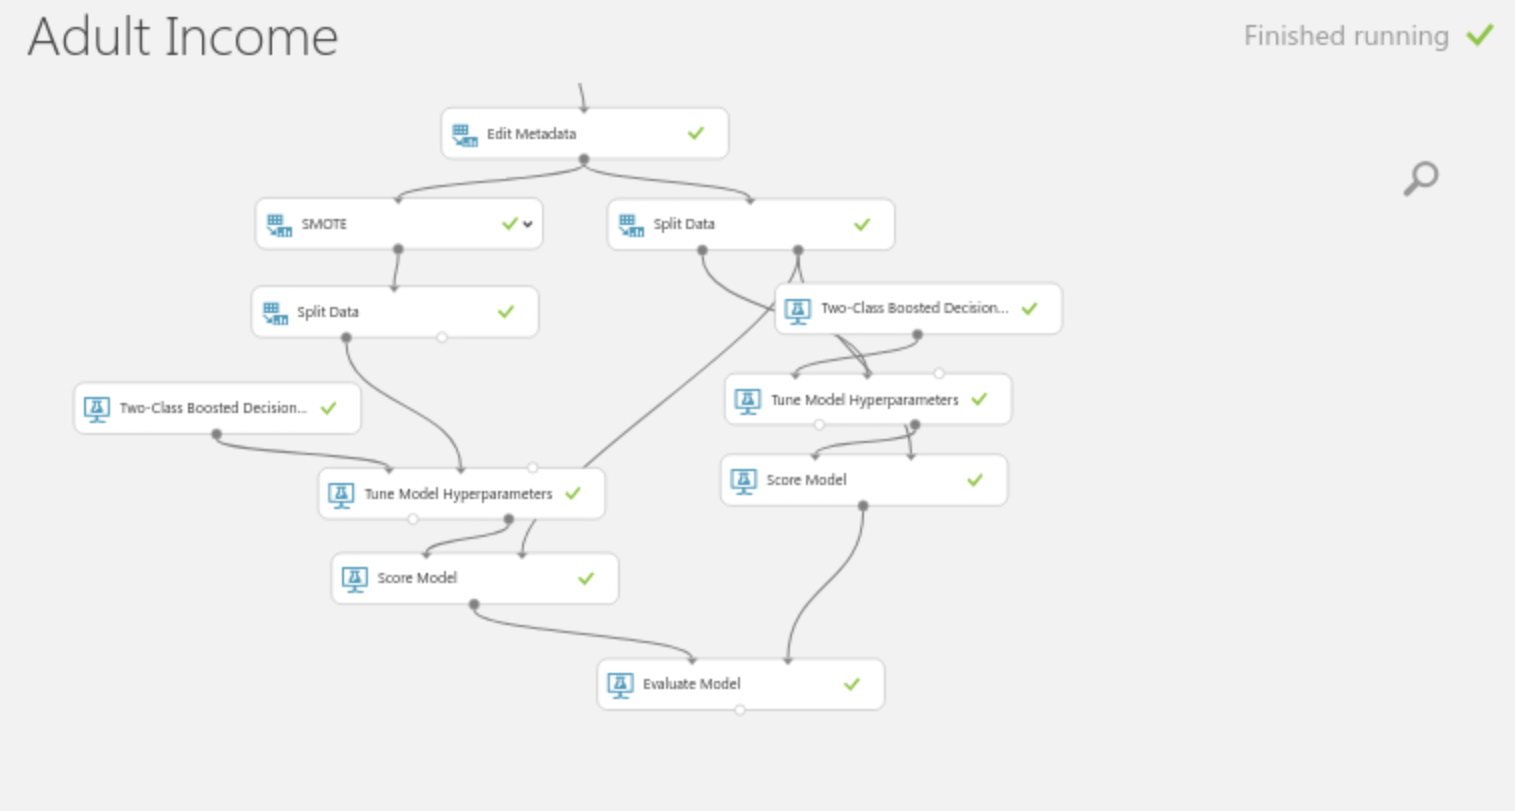 Adult Income
Finished running
Edit Metadata
SMOTE
Split Data
Split Data
Two-Class Boosted Decision...
Two-Class Boosted Decision...
Tune Model Hyperparameters
Tune Model Hyperparameters
Score Model
Score Model
Evaluate Model